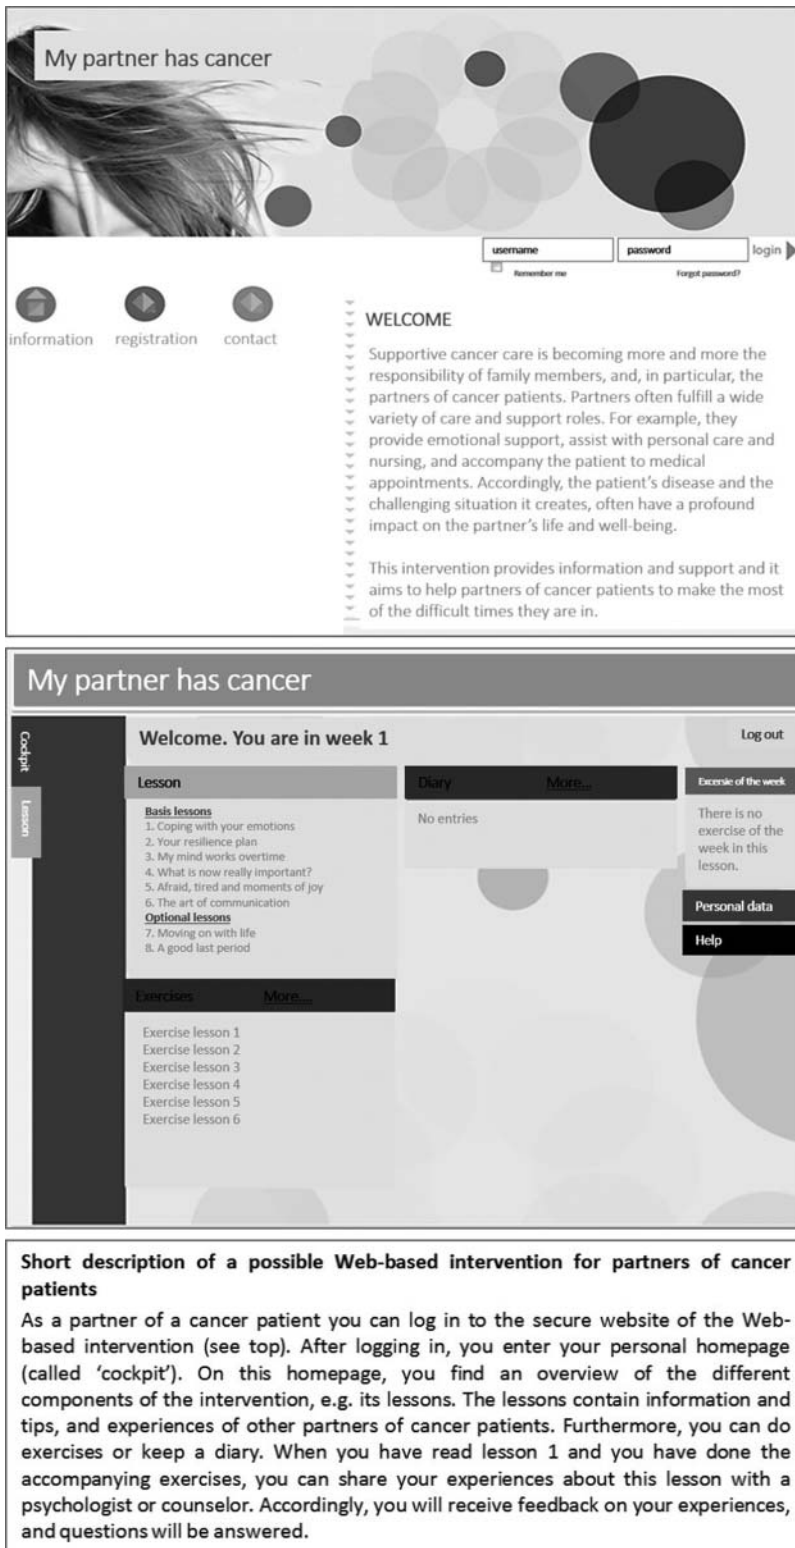 My partner has cancer
username
password
login
Remember me
Forgot password?
information
registration
contact
WELCOME
Supportive cancer care is becoming more and more the
responsibility of family members, and, in particular, the
partners of cancer patients. Partners often fulfill a wide
variety of care and support roles. For example, they
provide emotional support, assist with personal care and
nursing, and accompany the patient to medical
appointments. Accordingly, the patient's disease and the
challenging situation it creates, often have a profound
impact on the partner's life and well-being.
This intervention provides information and support and it
aims to help partners of cancer patients to make the most
of the difficult times they are in.
My partner has cancer
Cockpit
Lesson
Welcome. You are in week 1
Log out
Lesson
Basis lessons
1. Coping with your emotions
2. Your resilience plan
3. My mind works overtime
4. What is now really important?
5. Afraid, tired and moments of joy
6. The art of communication
Optional lessons
7. Moving on with life
8. A good last period
Exercises More...
Exercise lesson 1
Exercise lesson 2
Exercise lesson 3
Exercise lesson 4
Exercise lesson 5
Exercise lesson 6
Diary More...
No entries
Excersie of the week
There is no
exercise of the
week in this
lesson.
Personal data
Help
Short description of a possible Web-based intervention for partners of cancer
patients
As a partner of a cancer patient you can log in to the secure website of the Web-
based intervention (see top). After logging in, you enter your personal homepage
(called ‘cockpit’). On this homepage, you find an overview of the different
components of the intervention, e.g. its lessons. The lessons contain information and
tips, and experiences of other partners of cancer patients. Furthermore, you can do
exercises or keep a diary. When you have read lesson 1 and you have done the
accompanying exercises, you can share your experiences about this lesson with a
psychologist or counselor. Accordingly, you will receive feedback on your experiences,
and questions will be answered.